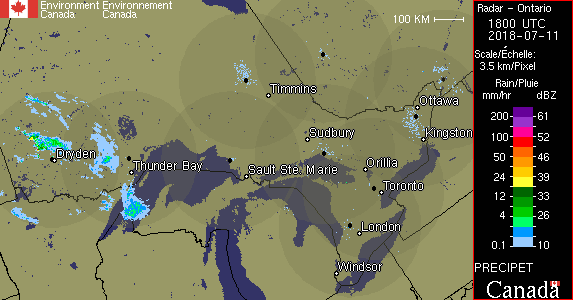 Environment Environnement
Canada Canada
100 KM
Timmins
Ottawa
Sudbury
Kingston
Dryden
Thunder Bay
Sault Ste. Marie
Orillia
Toronto
London
Windsor
Radar - Ontario
1800 UTC
2018-07-11
Scale/Échelle:
3.5 km/Pixel
Rain/Pluie
mm/hr dBZ
200 61
100 56
100 52
50 46
24 39
12 33
4 26
0.1 10
PRECIPET
Canada